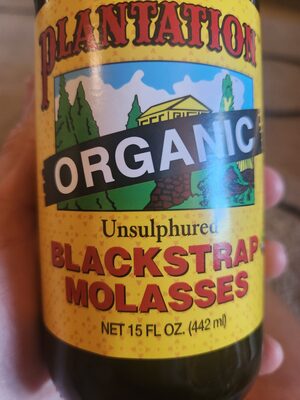 PLANTATION
ORGANIC
Unsulphured
BLACKSTRAP
MOLASSES
NET 15 FL OZ. (442 ml)